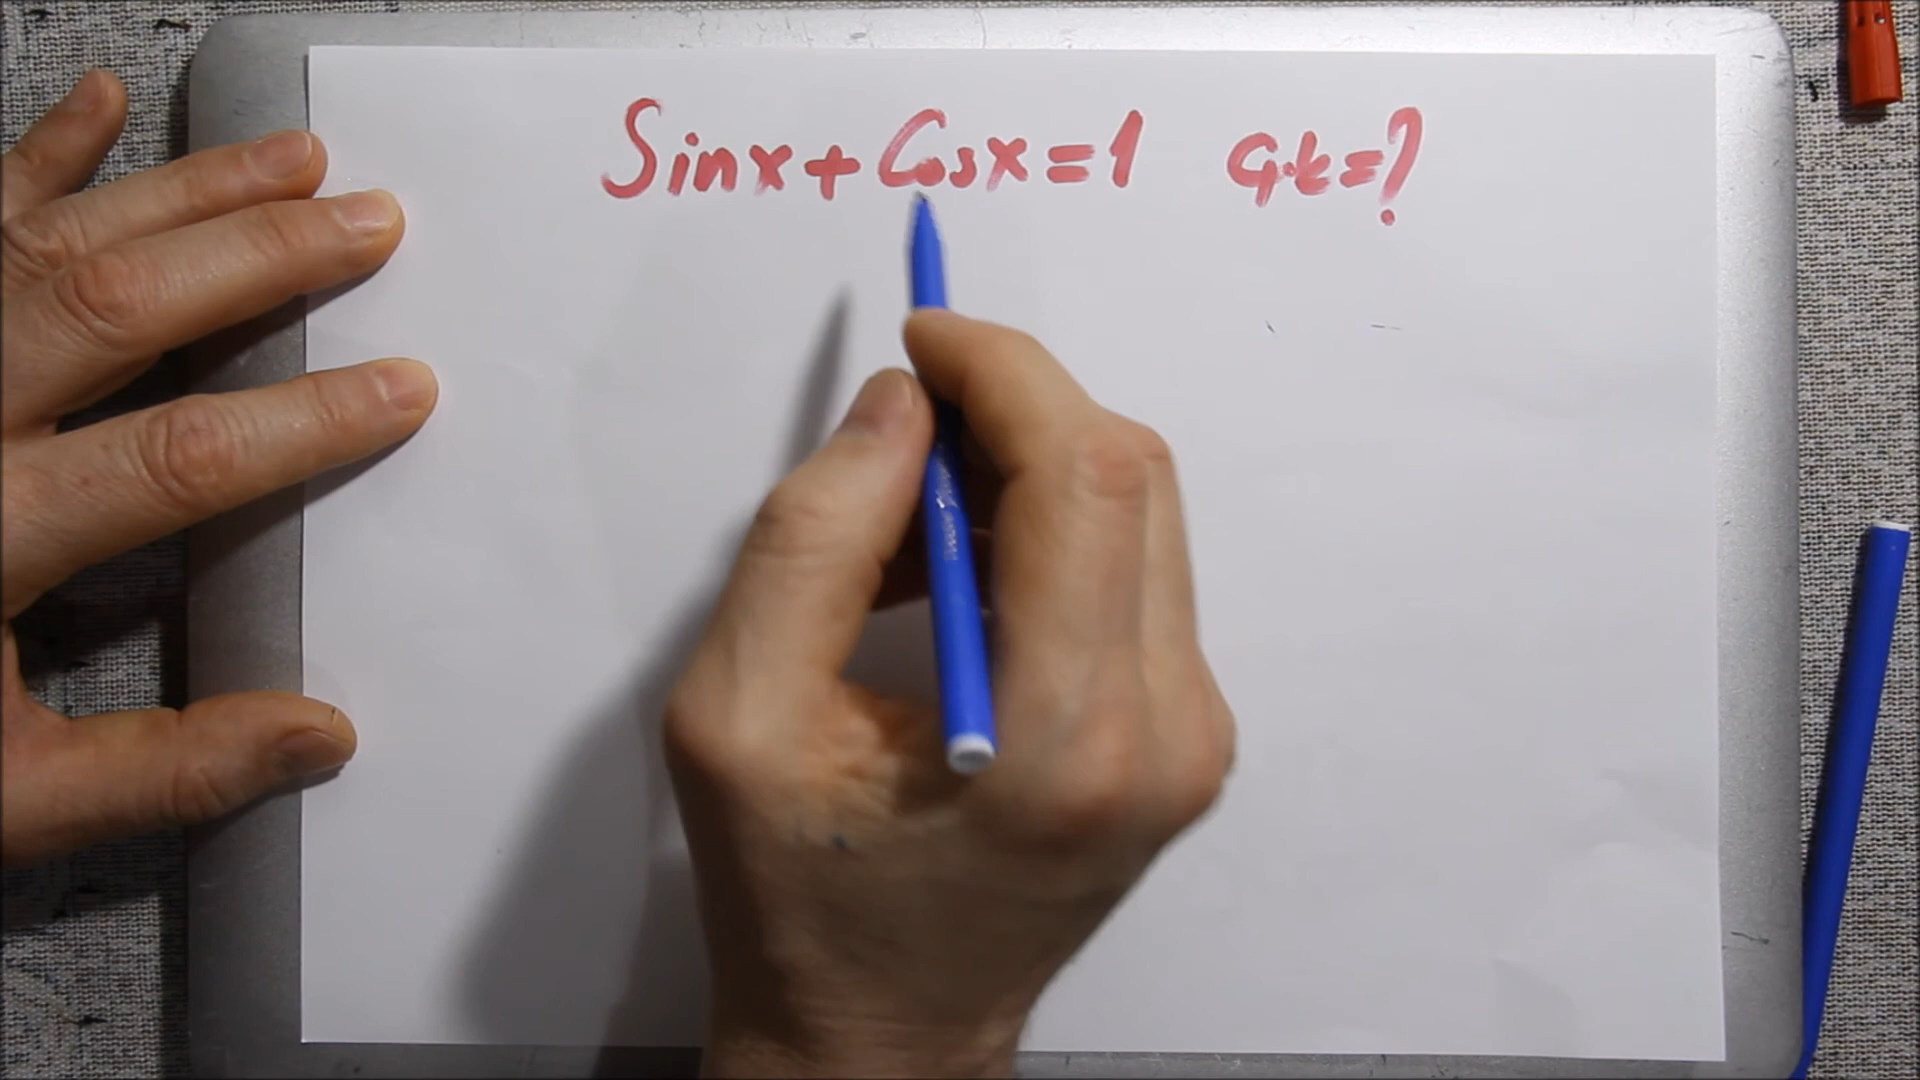 Sinx + Cosx = 1 G.k = ?